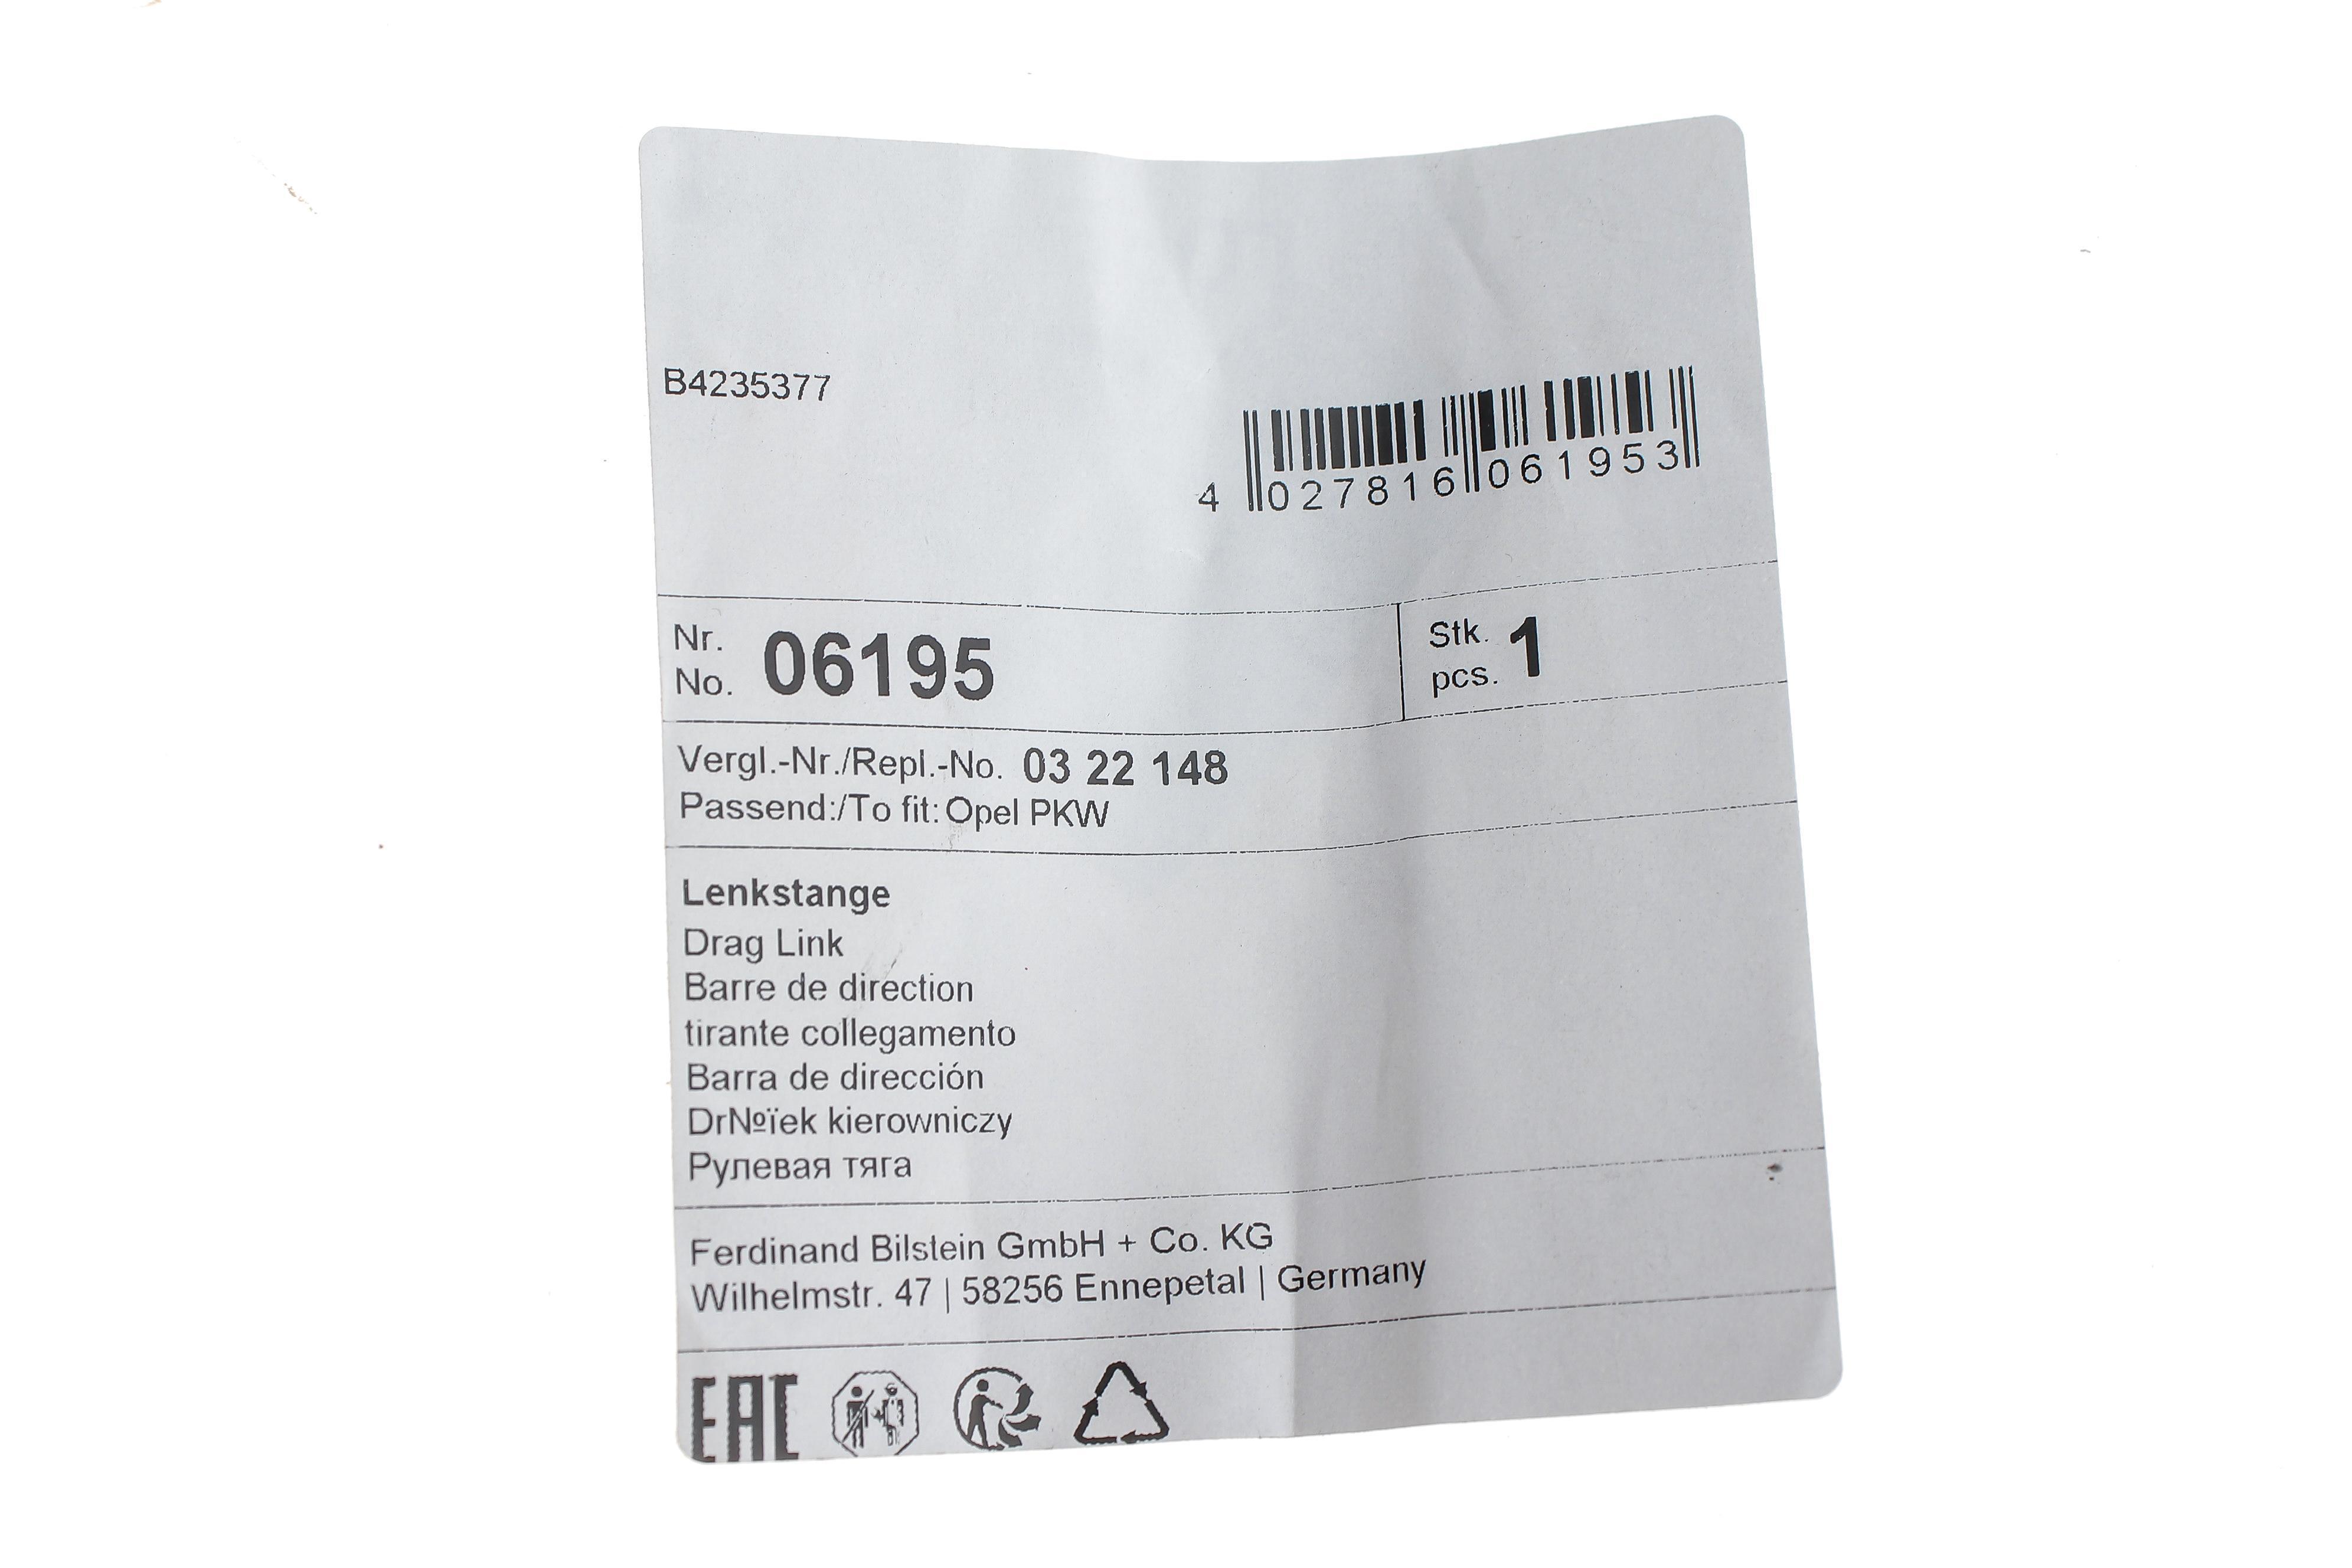 B4235377
4 027816 061953
Nr.
No. 06195
Stk.
pcs. 1
Vergl.-Nr./Repl.-No. 03 22 148
Passend:/To fit: Opel PKW
Lenkstange
Drag Link
Barre de direction
tirante collegamento
Barra de dirección
DrNºïek kierowniczy
Рулевая тяга
Ferdinand Bilstein GmbH + Co. KG
Wilhelmstr. 47 | 58256 Ennepetal | Germany
EAC